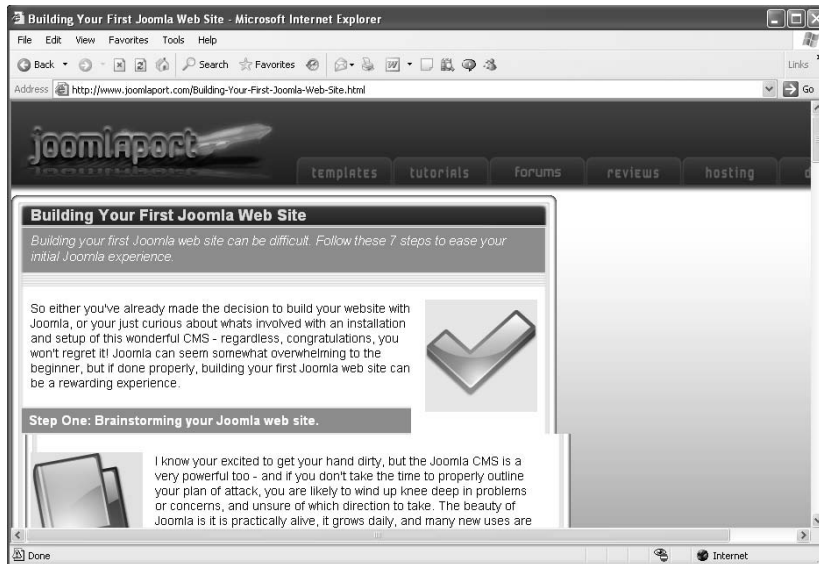 Building Your First Joomla Web Site - Microsoft Internet Explorer
File Edit View Favorites Tools Help
Back Search Favorites Links
Address http://www.joomlaport.com/Building-Your-First-Joomla-Web-Site.html Go
joomlaport
templates tutorials forums reviews hosting d
Building Your First Joomla Web Site
Building your first Joomla web site can be difficult. Follow these 7 steps to ease your
initial Joomla experience.
So either you've already made the decision to build your website with
Joomla, or your just curious about whats involved with an installation
and setup of this wonderful CMS - regardless, congratulations, you
won't regret it! Joomla can seem somewhat overwhelming to the
beginner, but if done properly, building your first Joomla web site can
be a rewarding experience.
Step One: Brainstorming your Joomla web site.
I know your excited to get your hand dirty, but the Joomla CMS is a
very powerful too - and if you don't take the time to properly outline
your plan of attack, you are likely to wind up knee deep in problems
or concerns, and unsure of which direction to take. The beauty of
Joomla is it is practically alive, it grows daily, and many new uses are
Done Internet